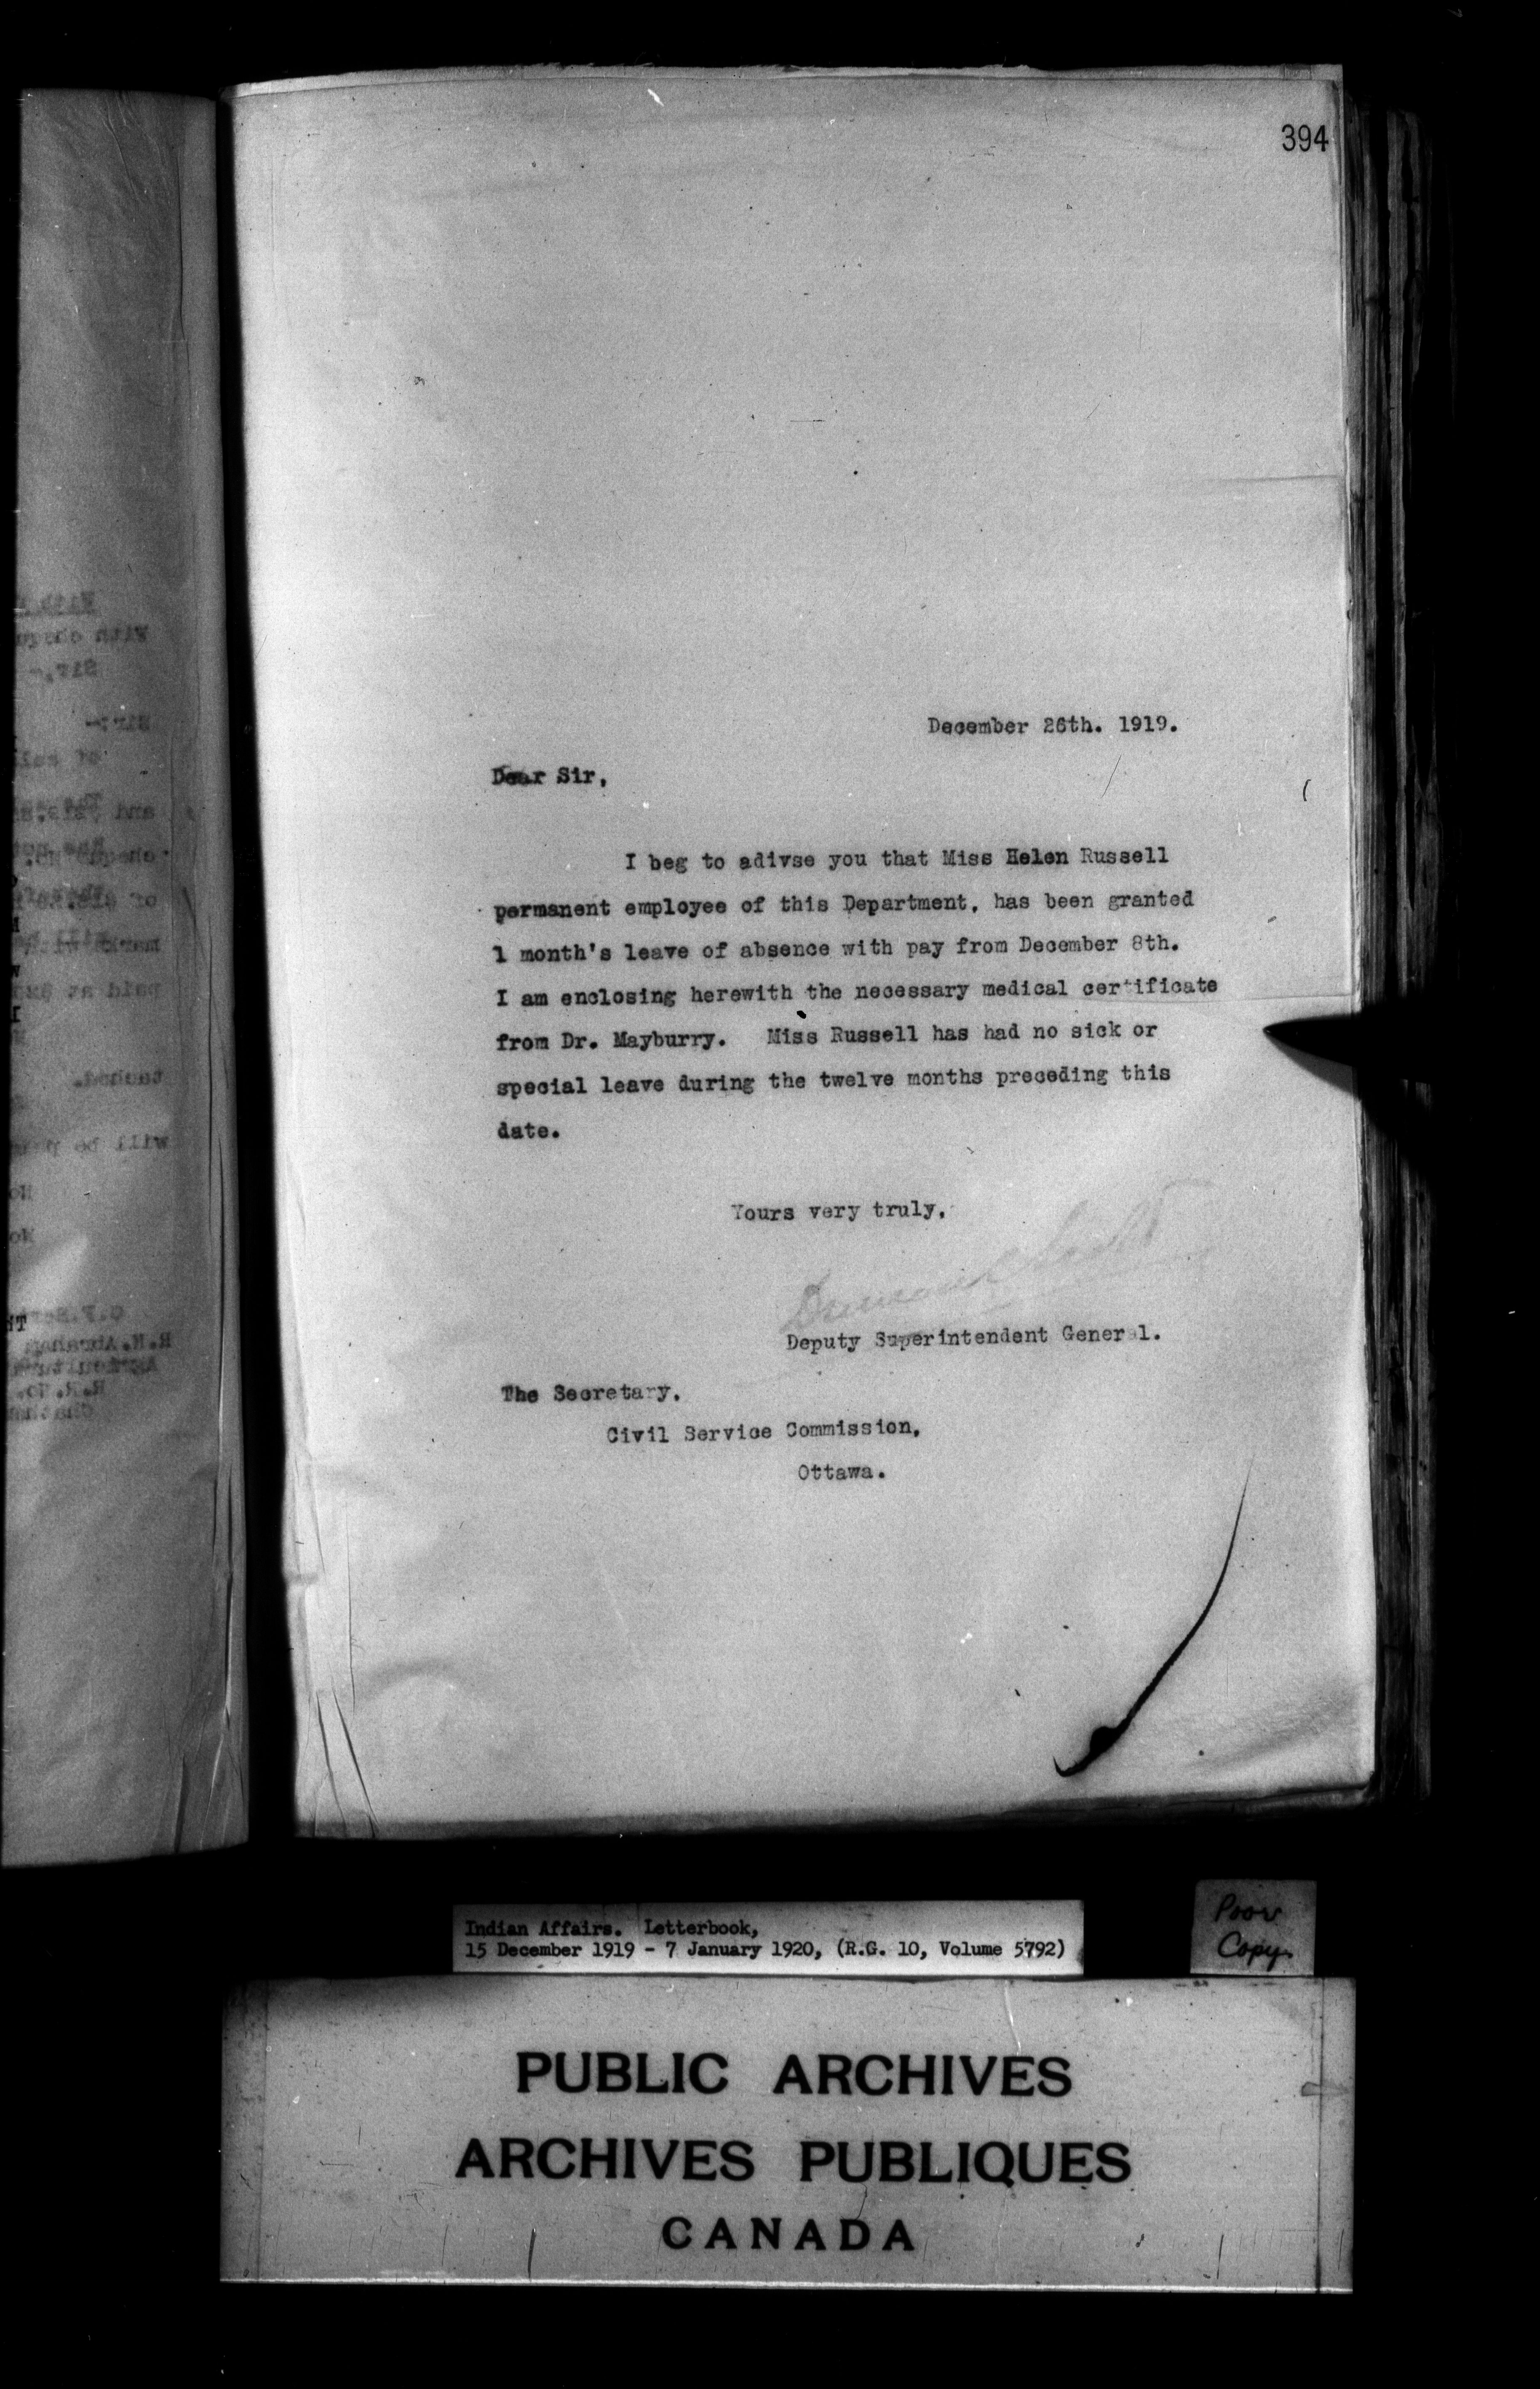 394
December 26th. 1919.
Dear Sir,
I beg to adivse you that Miss Helen Russell
permanent employee of this Department, has been granted
1 month's leave of absence with pay from December 8th.
I am enclosing herewith the necessary medical certificate
from Dr. Mayburry. Miss Russell has had no sick or
special leave during the twelve months preceding this
date.
Yours very truly,
Duncan C Scott
Deputy Superintendent General.
The Secretary,
Civil Service Commission,
Ottawa.
Indian Affairs. Letterbook,
15 December 1919 - 7 January 1920, (R.G. 10, Volume 5792)
Poor
Copy
PUBLIC ARCHIVES
ARCHIVES PUBLIQUES
CANADA